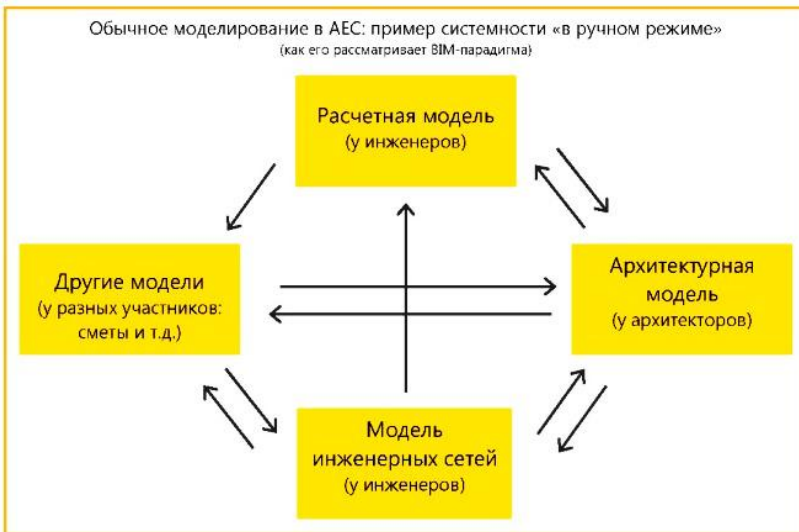 Обычное моделирование в АЕС: пример системности «в ручном режиме»
(как его рассматривает BIM-парадигма)
Расчетная модель
(у инженеров)
Другие модели
(у разных участников:
сметы и т.д.)
Архитектурная
модель
(у архитекторов)
Модель
инженерных сетей
(у инженеров)